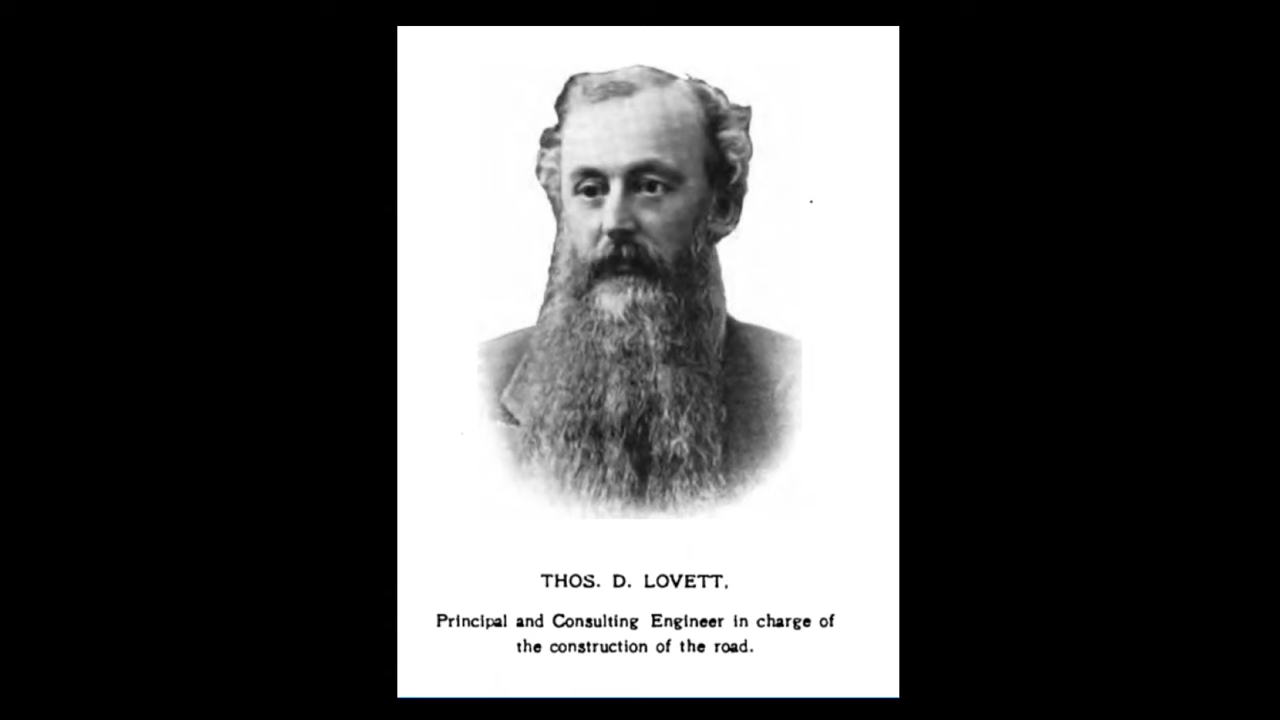 THOS. D. LOVETT,
Principal and Consulting Engineer in charge of
the construction of the road.